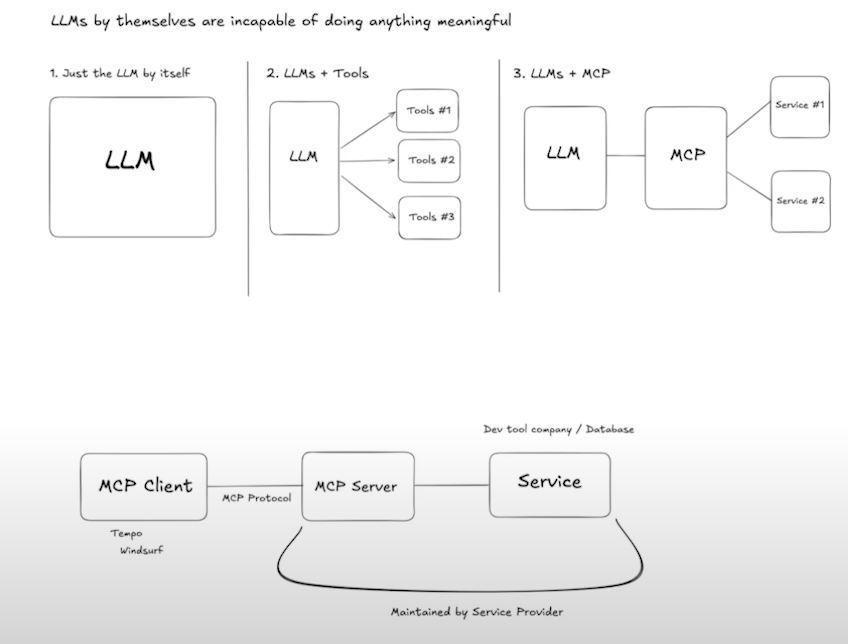 LLMs by themselves are incapable of doing anything meaningful
1. Just the LLM by itself
2. LLMs + Tools
3. LLMs + MCP
LLM
LLM
Tools #1
Tools #2
Tools #3
LLM
MCP
Service #1
Service #2
Dev tool company / Database
MCP Client
MCP Protocol
MCP Server
Service
Tempo
Windsurf
Maintained by Service Provider